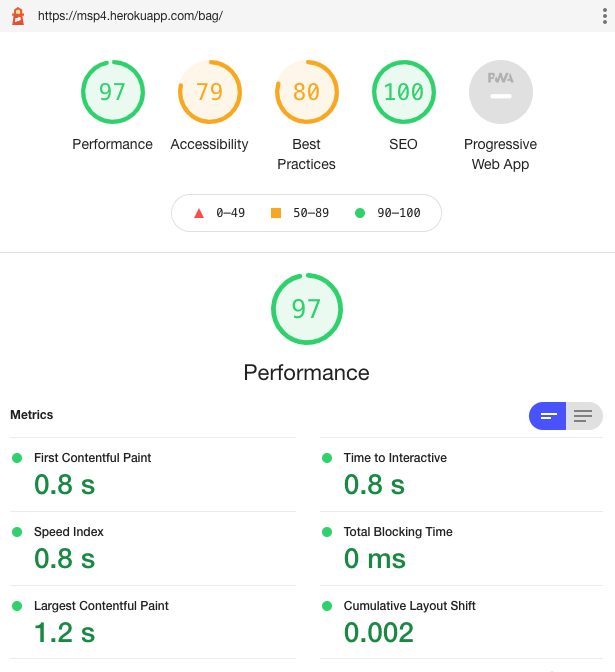 https://msp4.herokuapp.com/bag/
97 79 80 100 PWA
Performance Accessibility Best Practices SEO Progressive Web App
0–49 50–89 90–100
97
Performance
Metrics
First Contentful Paint
0.8 s
Time to Interactive
0.8 s
Speed Index
0.8 s
Total Blocking Time
0 ms
Largest Contentful Paint
1.2 s
Cumulative Layout Shift
0.002